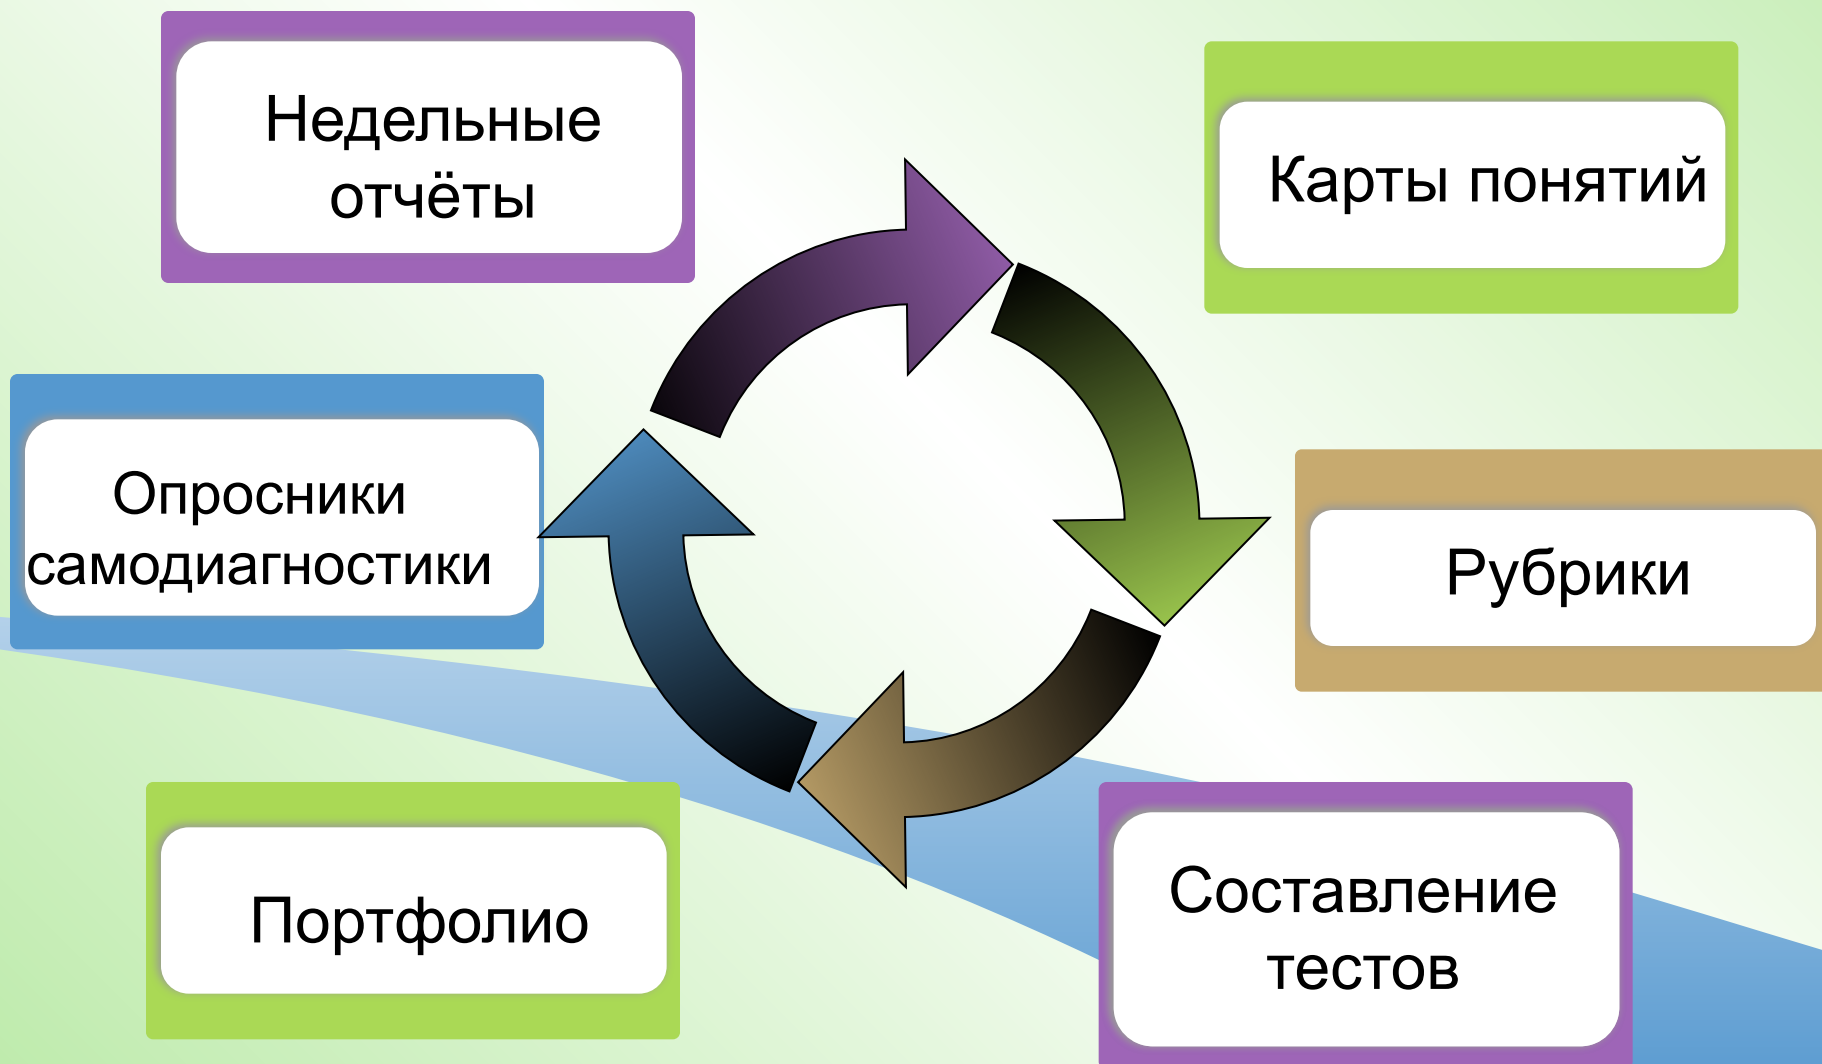 Недельные
отчёты
Карты понятий
Опросники
самодиагностики
Рубрики
Портфолио
Составление
тестов